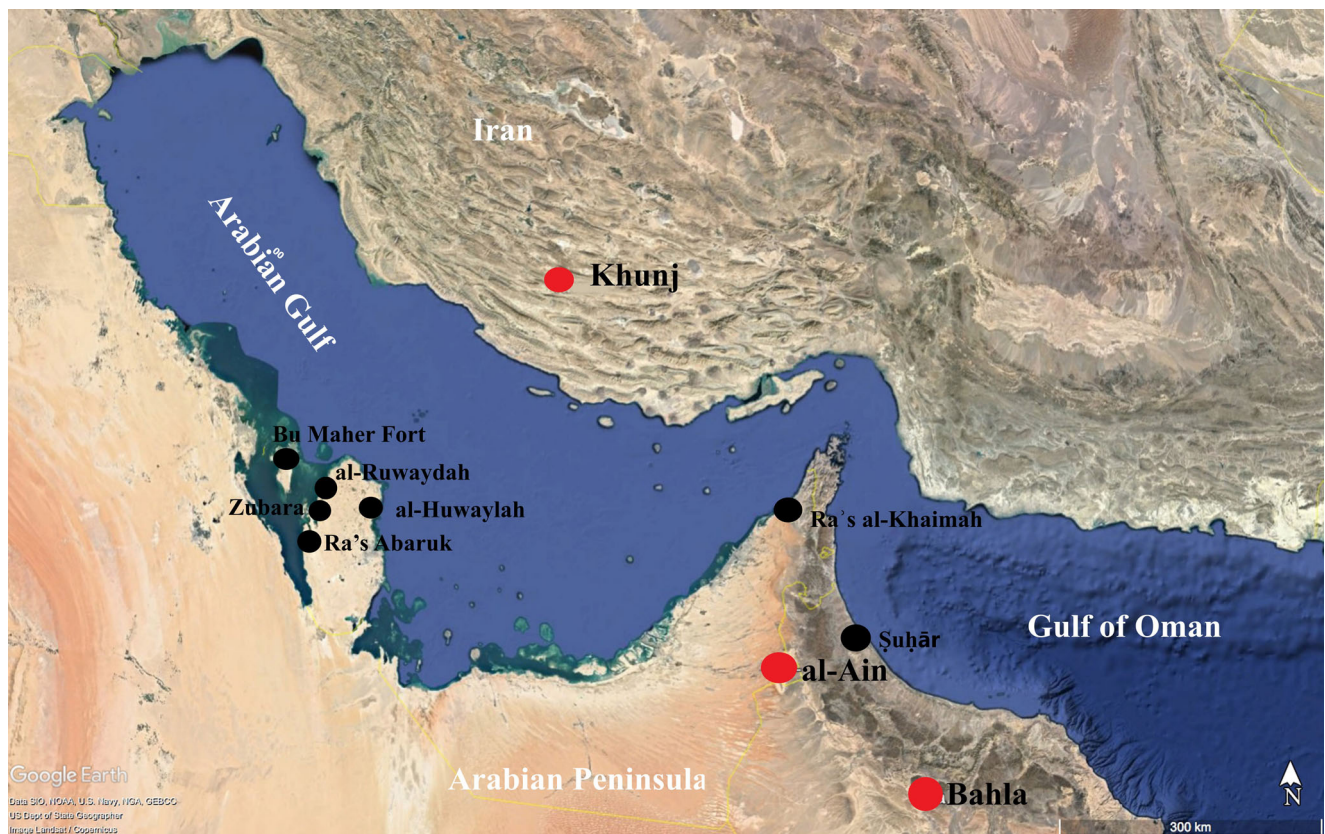 Iran
Arabian Gulf
00
Khunj
Bu Maher Fort
al-Ruwaydah
Zubara
al-Huwaylah
Ra's Abaruk
Raʾs al-Khaimah
Gulf of Oman
Ṣuḥār
al-Ain
Arabian Peninsula
Bahla
N
Google Earth
Data SIO, NOAA, U.S. Navy, NGA, GEBCO
US Dept of State Geographer
Image Landsat / Copernicus
300 km